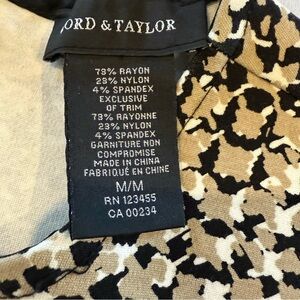 ORD & TAYLOR
73% RAYON
23% NYLON
4% SPANDEX
EXCLUSIVE
OF TRIM
73% RAYONNE
23% NYLON
4% SPANDEX
GARNITURE NON
COMPROMISE
MADE IN CHINA
FABRIQUÉ EN CHINE
M/M
RN 123455
CA 00234